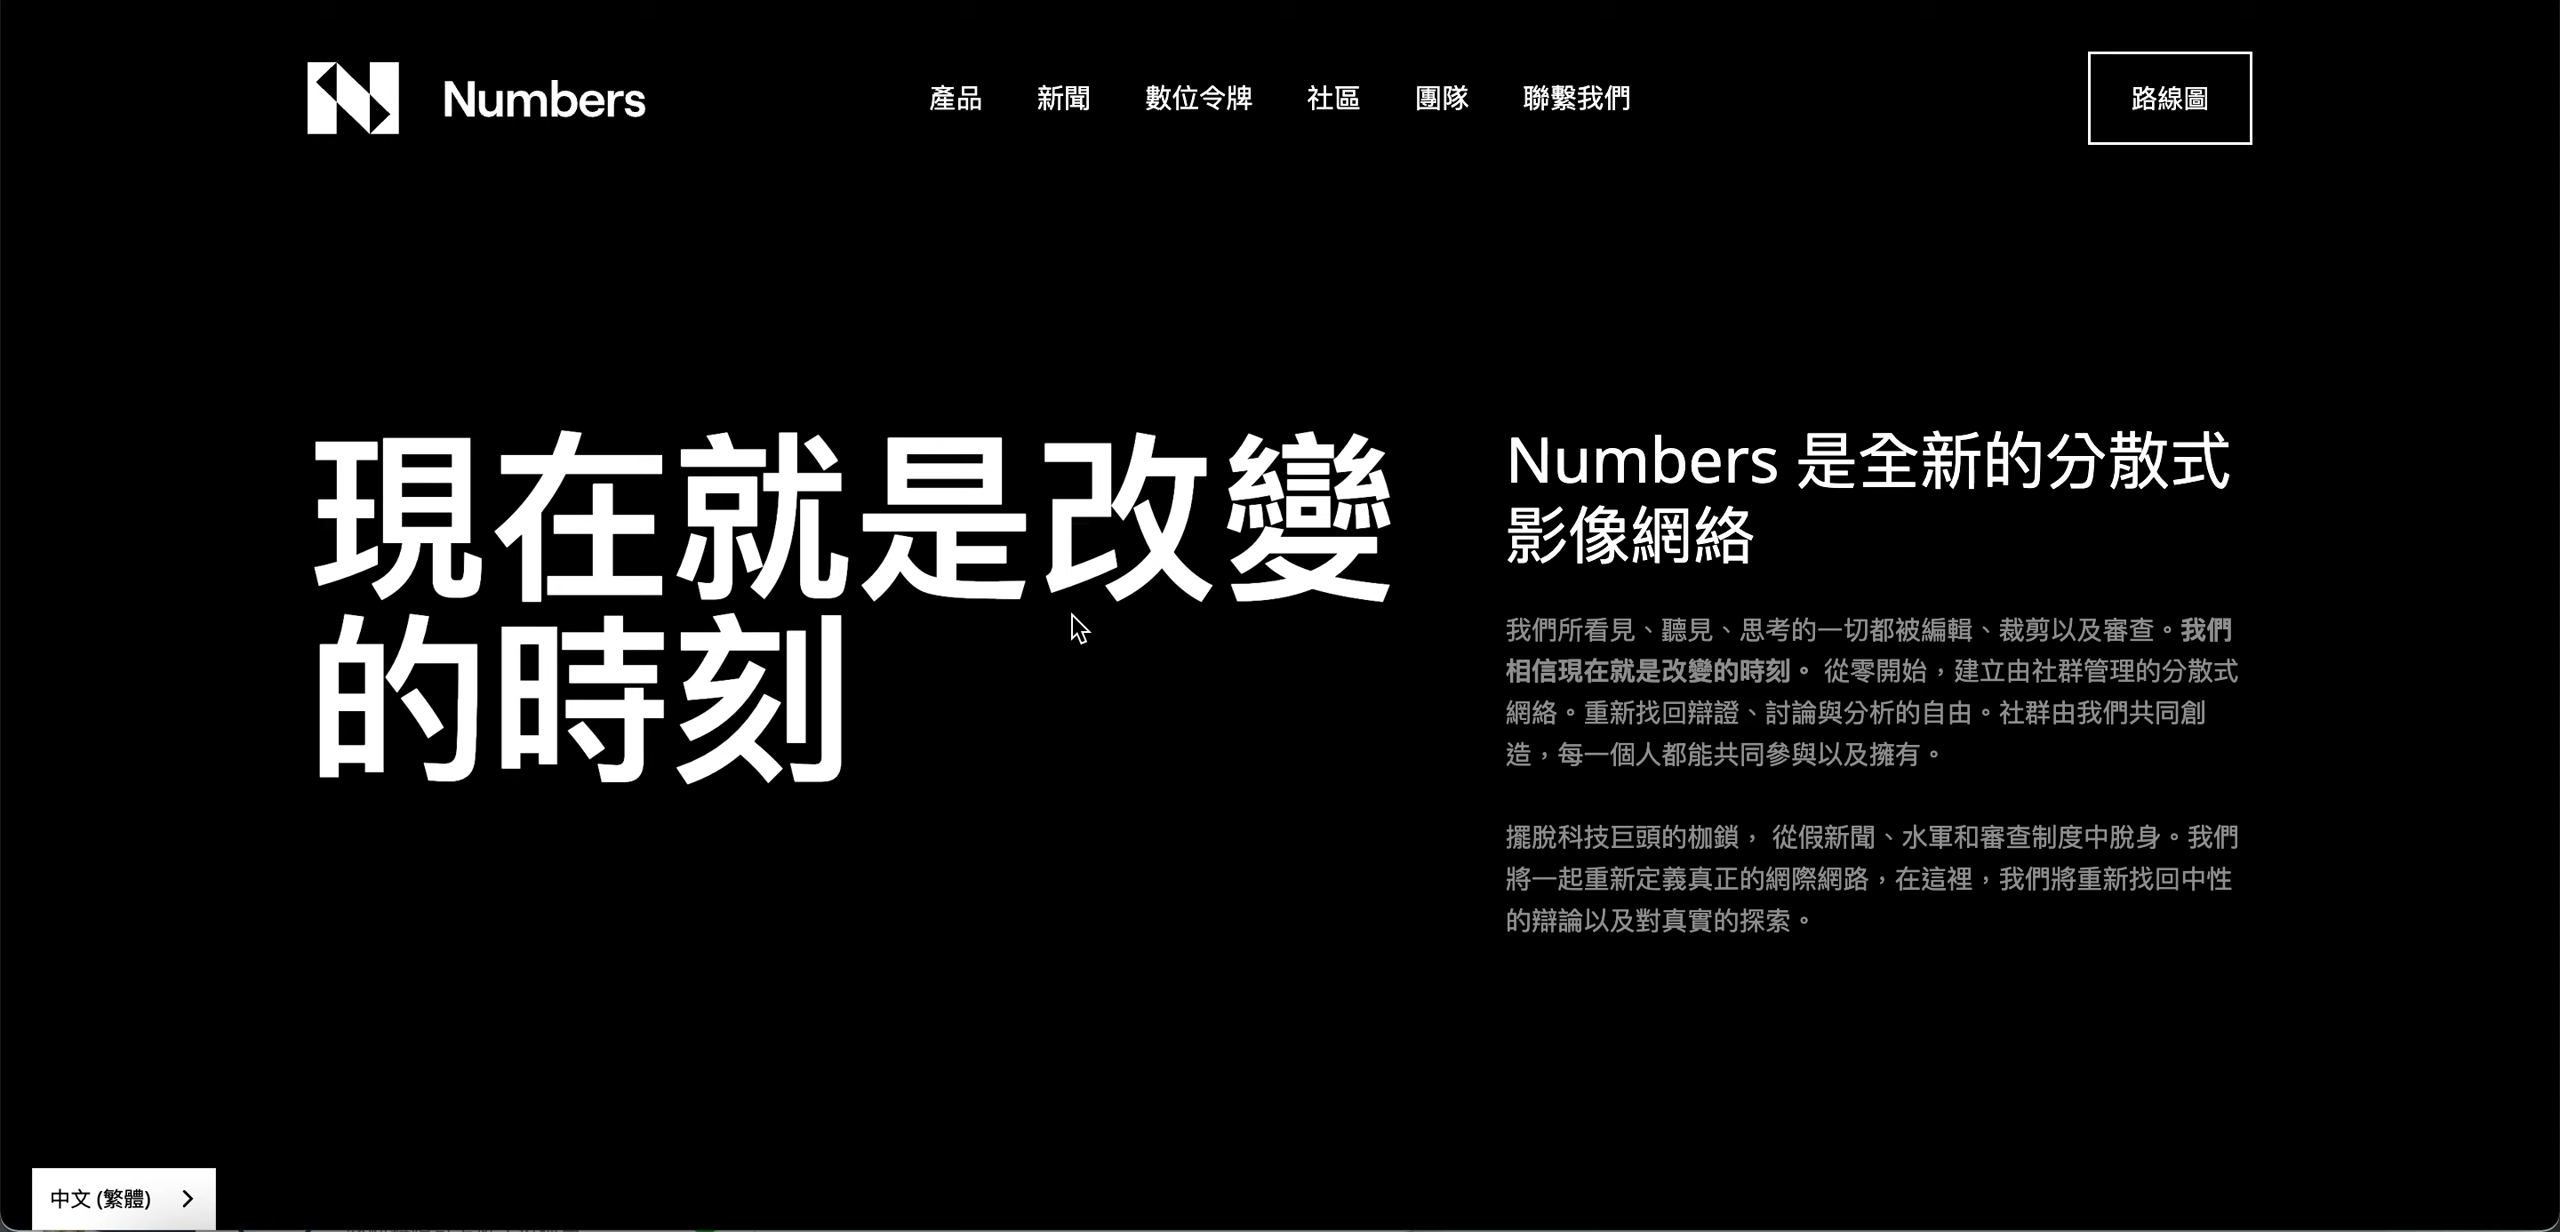 Numbers
產品 新聞 數位令牌 社區 團隊 聯繫我們
路線圖
現在就是改變
的時刻
Numbers 是全新的分散式
影像網絡
我們所看見、聽見、思考的一切都被編輯、裁剪以及審查。我們
相信現在就是改變的時刻。 從零開始，建立由社群管理的分散式
網絡。重新找回辯證、討論與分析的自由。社群由我們共同創
造，每一個人都能共同參與以及擁有。
擺脫科技巨頭的枷鎖， 從假新聞、水軍和審查制度中脫身。我們
將一起重新定義真正的網際網路，在這裡，我們將重新找回中性
的辯論以及對真實的探索。
中文 (繁體)